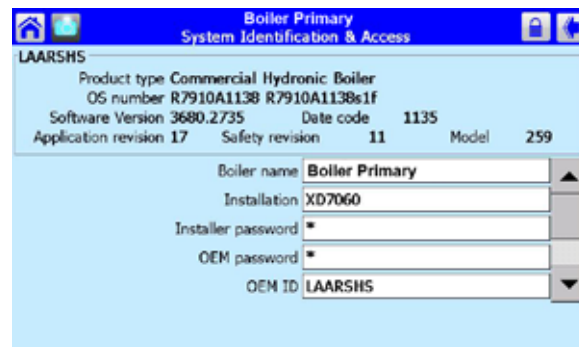 Boiler Primary
System Identification & Access
LAARSHS
Product type Commercial Hydronic Boiler
OS number R7910A1138 R7910A1138s1f
Software Version 3680.2735 Date code 1135
Application revision 17 Safety revision 11 Model 259
Boiler name Boiler Primary
Installation XD7060
Installer password *
OEM password *
OEM ID LAARSHS